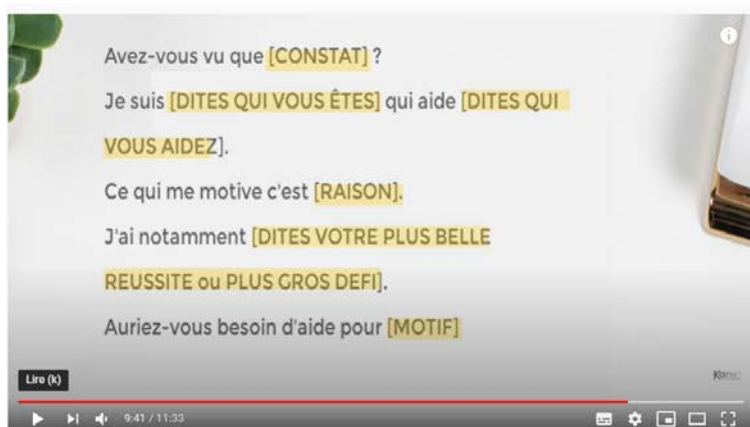 Avez-vous vu que [CONSTAT] ?
Je suis [DITES QUI VOUS ÊTES] qui aide [DITES QUI
VOUS AIDEZ].
Ce qui me motive c'est [RAISON].
J'ai notamment [DITES VOTRE PLUS BELLE
REUSSITE ou PLUS GROS DEFI].
Auriez-vous besoin d'aide pour [MOTIF]
Lire (k)
9:41 / 11:33